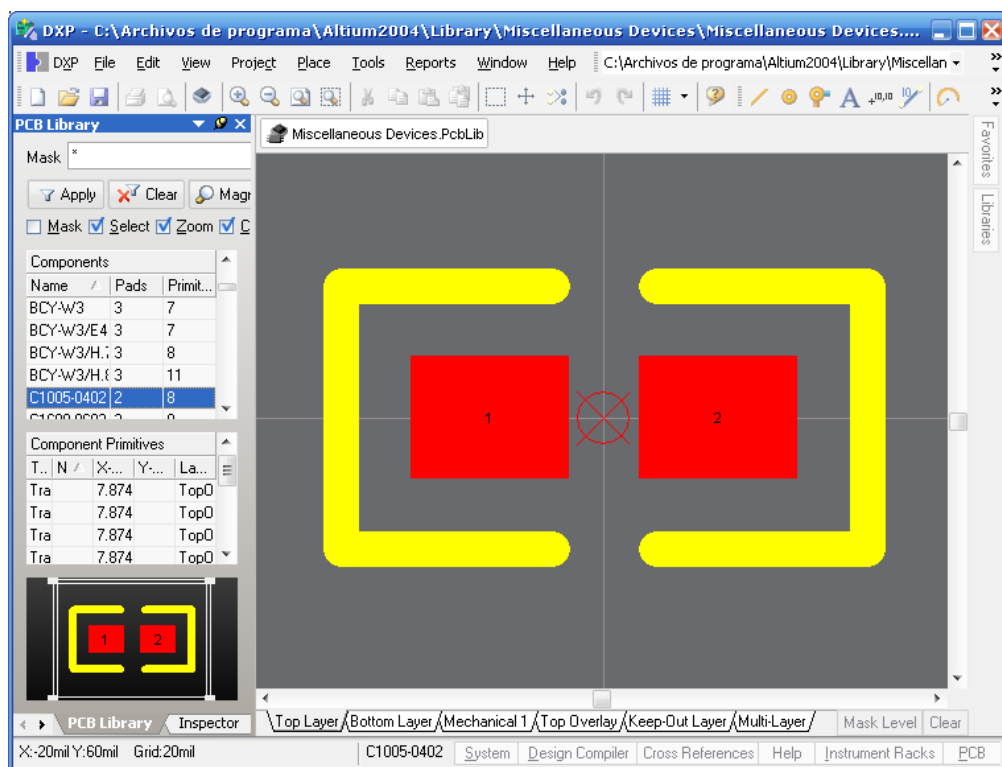 DXP - C:\Archivos de programa\Altium2004\Library\Miscellaneous Devices\Miscellaneous Devices....
DXP File Edit View Project Place Tools Reports Window Help C:\Archivos de programa\Altium2004\Library\Miscellan
PCB Library
Mask *
Apply Clear Magn
Mask Select Zoom C
Components
Name Pads Primit...
BCY-W3 3 7
BCY-W3/E4 3 7
BCY-W3/H. 3 8
BCY-W3/H. 3 11
C1005-0402 2 8
Component Primitives
T.. N X-... Y-... La...
Tra 7.874 TopO
Tra 7.874 TopO
Tra 7.874 TopO
Tra 7.874 TopO
1 2
PCB Library Inspector
Miscellaneous Devices.PcbLib
1 2
Favorites
Libraries
Top Layer Bottom Layer Mechanical 1 Top Overlay Keep-Out Layer Multi-Layer Mask Level Clear
X:-20mil Y:60mil Grid:20mil C1005-0402 System Design Compiler Cross References Help Instrument Racks PCB